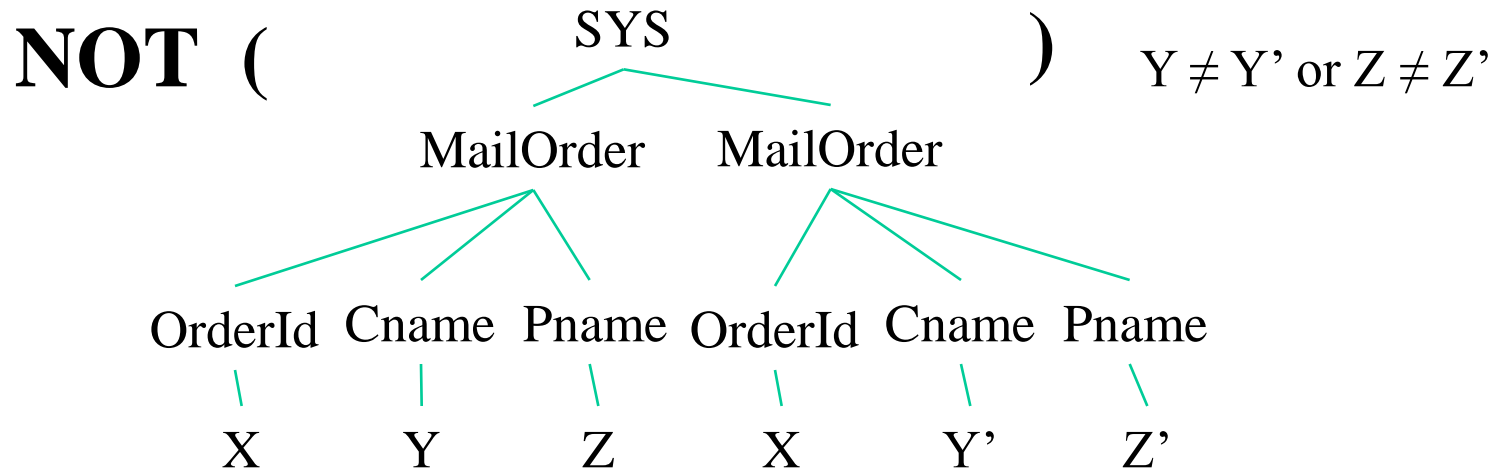 NOT ( SYS ) Y ≠ Y’ or Z ≠ Z’
MailOrder MailOrder
OrderId Cname Pname OrderId Cname Pname
X Y Z X Y’ Z’